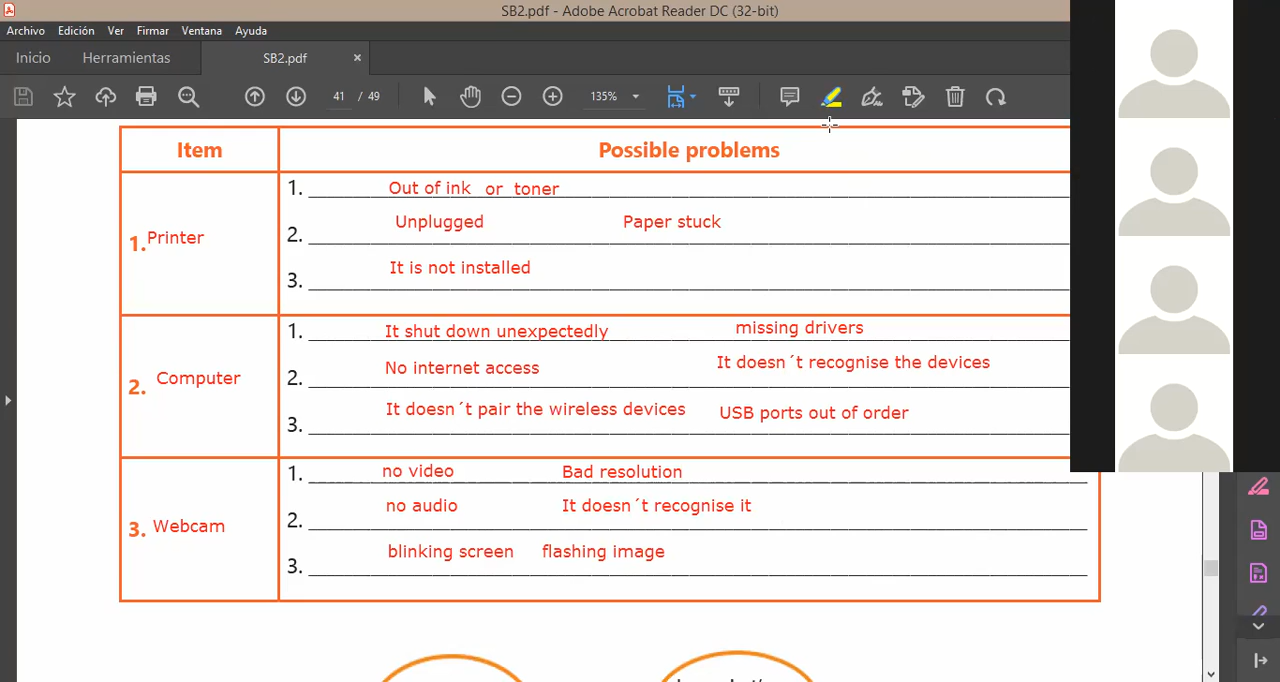 SB2.pdf - Adobe Acrobat Reader DC (32-bit)
Archivo Edición Ver Firmar Ventana Ayuda
Inicio Herramientas SB2.pdf ×
41 / 49 135%
Item Possible problems
1. Out of ink or toner
1. Printer
2. Unplugged Paper stuck
3. It is not installed
1. It shut down unexpectedly missing drivers
2. Computer
2. No internet access It doesn´t recognise the devices
3. It doesn´t pair the wireless devices USB ports out of order
1. no video Bad resolution
3. Webcam
2. no audio It doesn´t recognise it
3. blinking screen flashing image